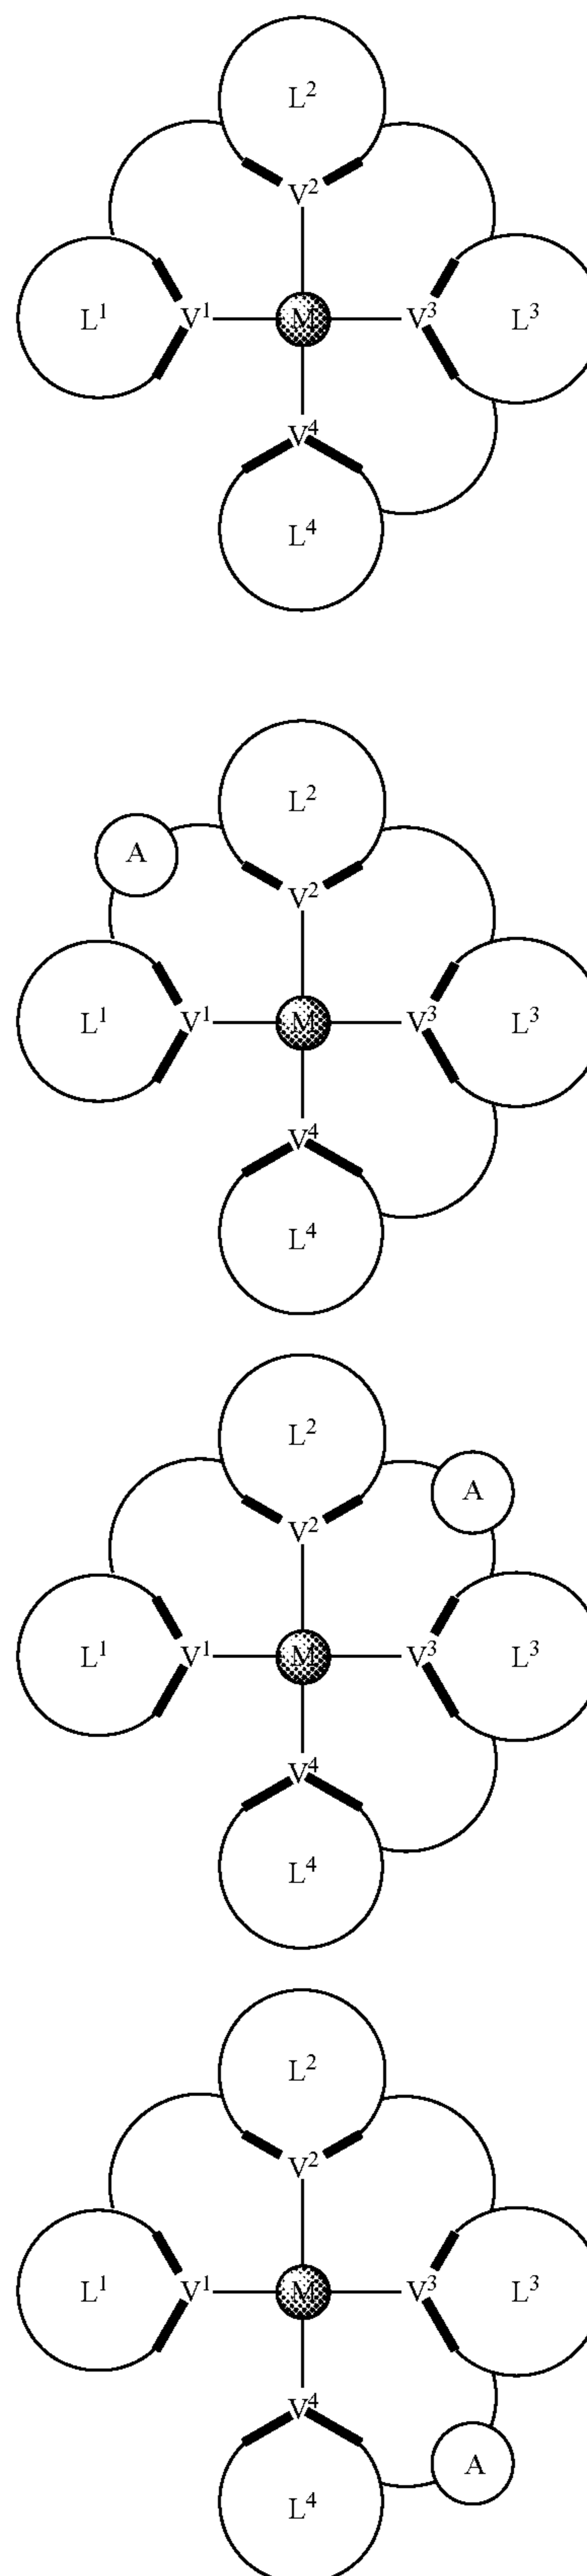 L²
V²
L¹ V¹ M V³ L³
V⁴
L⁴
L²
A
V²
L¹ V¹ M V³ L³
V⁴
L⁴
L²
A
V²
L¹ V¹ M V³ L³
V⁴
L⁴
L²
V²
L¹ V¹ M V³ L³
V⁴
A
L⁴